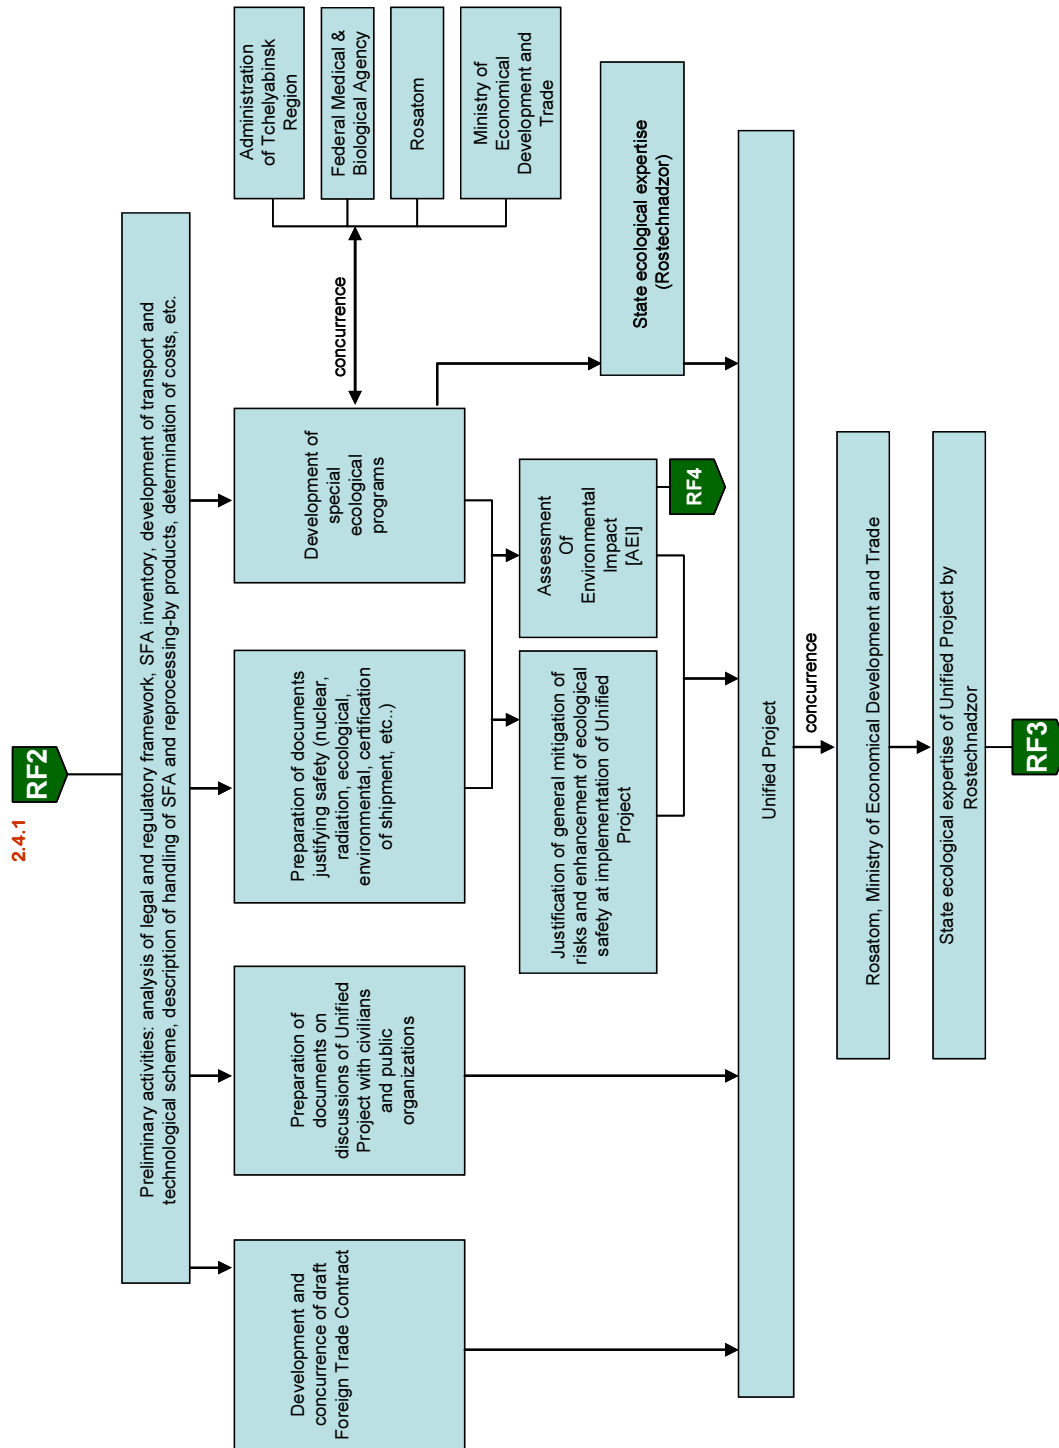 2.4.1
RF2
Preliminary activities: analysis of legal and regulatory framework, SFA inventory, development of transport and
technological scheme, description of handling of SFA and reprocessing-by products, determination of costs, etc.
Development and
concurrence of draft
Foreign Trade Contract
Preparation of
documents on
discussions of Unified
Project with civilians
and public
organizations
Preparation of documents
justifying safety (nuclear,
radiation, ecological,
environmental, certification
of shipment, etc..)
Development of
special
ecological
programs
concurrence
Administration
of Tchelyabinsk
Region
Federal Medical &
Biological Agency
Rosatom
Ministry of
Economical
Development and
Trade
Justification of general mitigation of
risks and enhancement of ecological
safety at implementation of Unified
Project
Assessment
Of
Environmental
Impact
[AEI]
RF4
State ecological expertise
(Rostechnadzor)
Unified Project
concurrence
Rosatom, Ministry of Economical Development and Trade
State ecological expertise of Unified Project by
Rostechnadzor
RF3